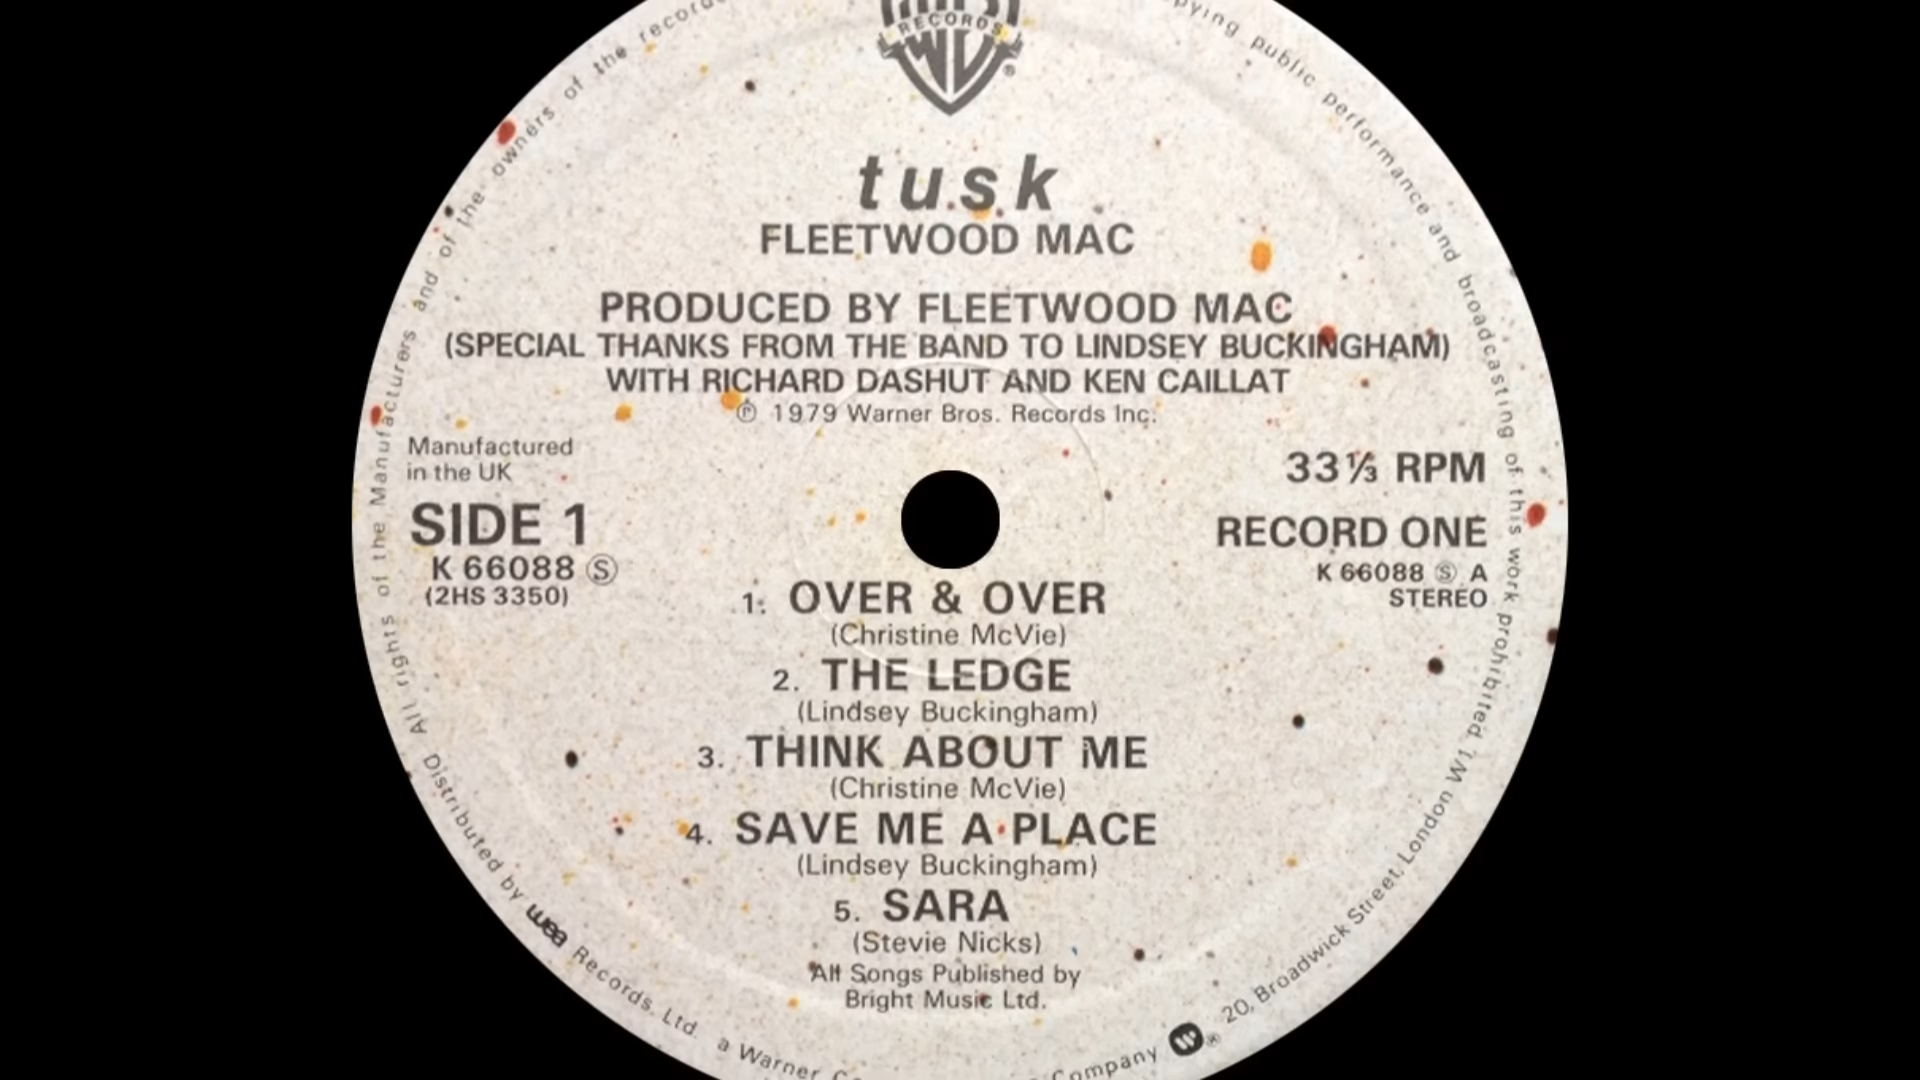 RECORDS
W
®
tusk
FLEETWOOD MAC
PRODUCED BY FLEETWOOD MAC
(SPECIAL THANKS FROM THE BAND TO LINDSEY BUCKINGHAM)
WITH RICHARD DASHUT AND KEN CAILLAT
℗ 1979 Warner Bros. Records Inc.
Manufactured
in the UK
SIDE 1
K 66088 Ⓢ
(2HS 3350)
33⅓ RPM
RECORD ONE
K 66088 Ⓢ A
STEREO
1. OVER & OVER
(Christine McVie)
2. THE LEDGE
(Lindsey Buckingham)
3. THINK ABOUT ME
(Christine McVie)
4. SAVE ME A PLACE
(Lindsey Buckingham)
5. SARA
(Stevie Nicks)
All Songs Published by
Bright Music Ltd.
All rights of the Manufacturers and of the owners of the
public performance and broadcasting of this work prohibited
Distributed by wea Records. Ltd. a Warner
Company W ® 20, Broadwick Street, London W1